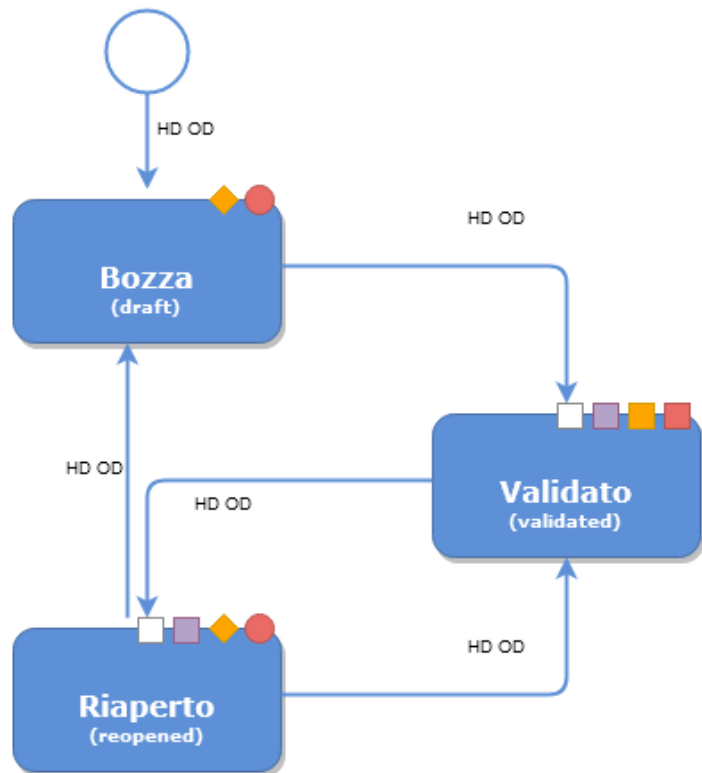 HD OD
HD OD
Bozza
(draft)
HD OD
HD OD
Validato
(validated)
HD OD
Riaperto
(reopened)